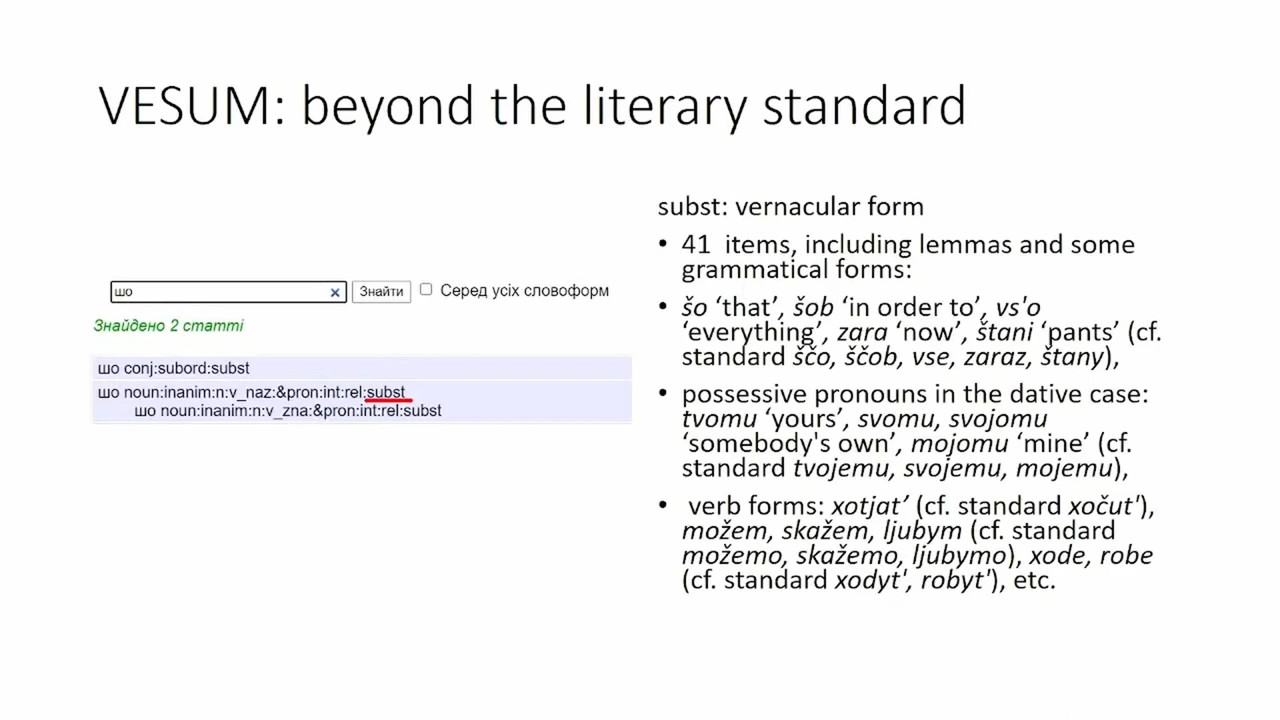 VESUM: beyond the literary standard
шо
Знайти
Серед усіх словоформ
Знайдено 2 статті
шо conj:subord:subst
шо noun:inanim:n:v_naz:&pron:int:rel:subst
шо noun:inanim:n:v_zna:&pron:int:rel:subst
subst: vernacular form
• 41  items, including lemmas and some
grammatical forms:
• šo ‘that’, šob ‘in order to’, vs'o
‘everything’, zara ‘now’, štani ‘pants’ (cf.
standard ščo, ščob, vse, zaraz, štany),
• possessive pronouns in the dative case:
tvomu ‘yours’, svomu, svojomu
‘somebody's own’, mojomu ‘mine’ (cf.
standard tvojemu, svojemu, mojemu),
• verb forms: xotjat’ (cf. standard xočut'),
možem, skažem, ljubym (cf. standard
možemo, skažemo, ljubymo), xode, robe
(cf. standard xodyt', robyt'), etc.